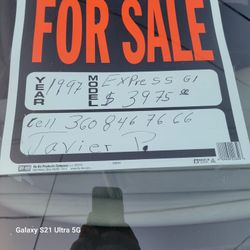 FOR SALE
YEAR 1997 MODEL EXPRESS G1
$ 3975 00
Cell 360 846 76 66
Javier P.
Galaxy S21 Ultra 5G